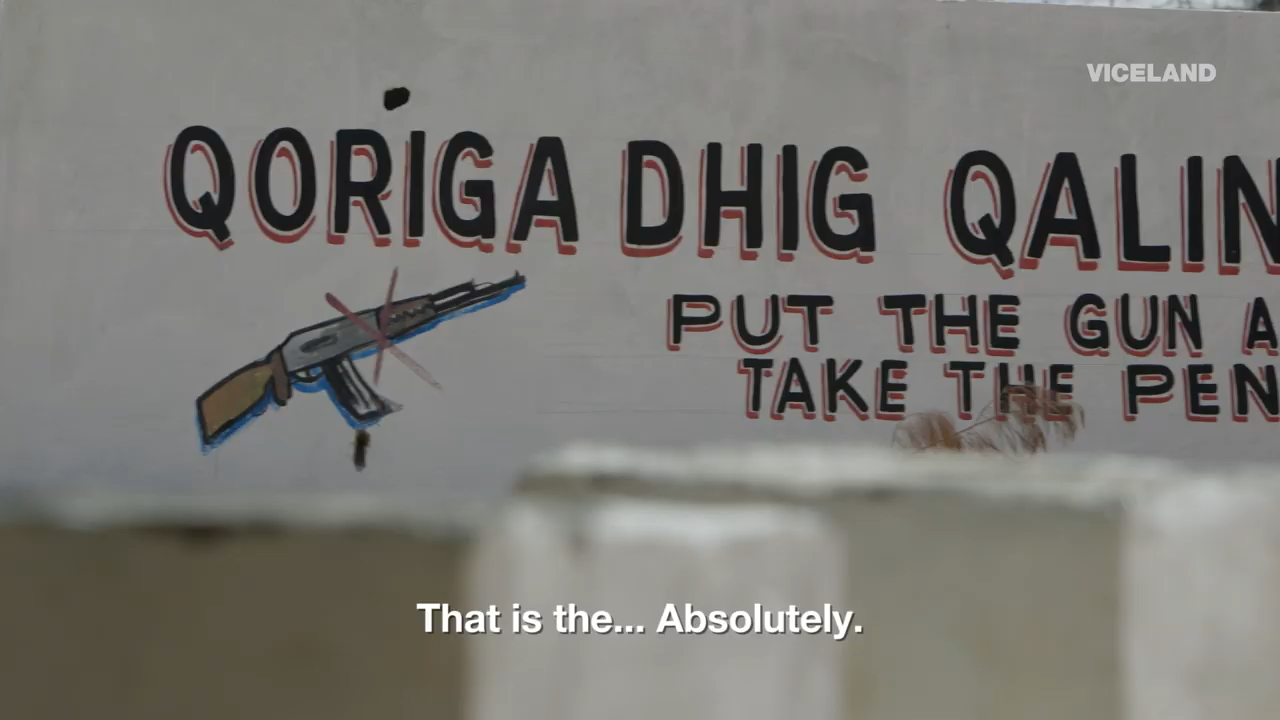 VICELAND
QORIGA DHIG QALIN
PUT THE GUN A
TAKE THE PEN
That is the... Absolutely.